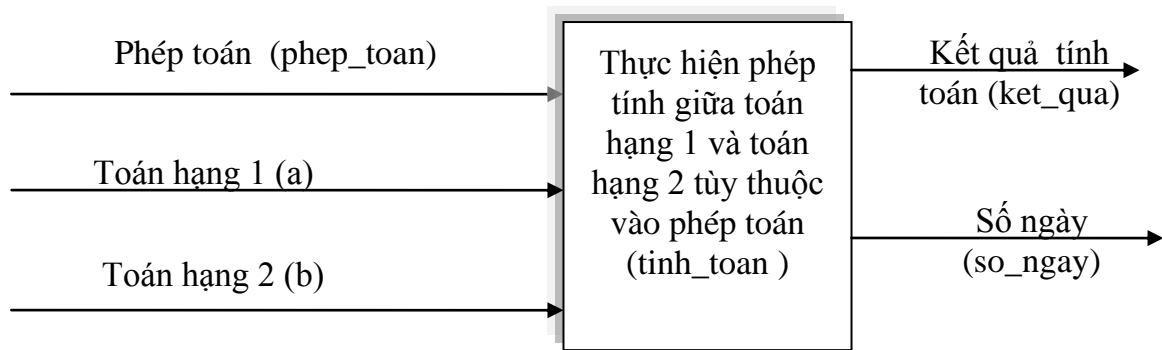 Phép toán (phep_toan)
Toán hạng 1 (a)
Toán hạng 2 (b)
Thực hiện phép
tính giữa toán
hạng 1 và toán
hạng 2 tùy thuộc
vào phép toán
(tinh_toan )
Kết quả tính
toán (ket_qua)
Số ngày
(so_ngay)